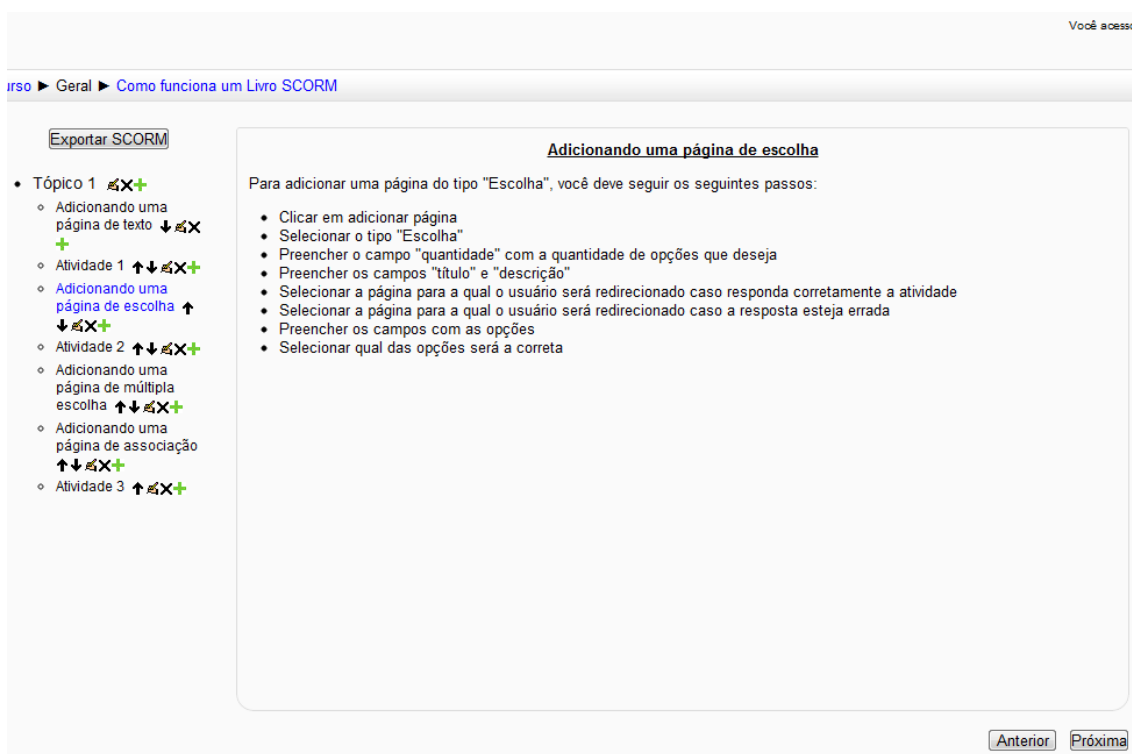 Você
► Geral ► Como funciona um Livro SCORM
Exportar SCORM
Tópico 1
Adicionando uma
página de texto
Atividade 1
Adicionando uma
página de escolha
Atividade 2
Adicionando uma
página de múltipla
escolha
Adicionando uma
página de associação
Atividade 3
Adicionando uma página de escolha
Para adicionar uma página do tipo "Escolha", você deve seguir os seguintes passos:
Clicar em adicionar página
Selecionar o tipo "Escolha"
Preencher o campo "quantidade" com a quantidade de opções que deseja
Preencher os campos "título" e "descrição"
Selecionar a página para a qual o usuário será redirecionado caso responda corretamente a atividade
Selecionar a página para a qual o usuário será redirecionado caso a resposta esteja errada
Preencher os campos com as opções
Selecionar qual das opções será a correta
Anterior Próxima